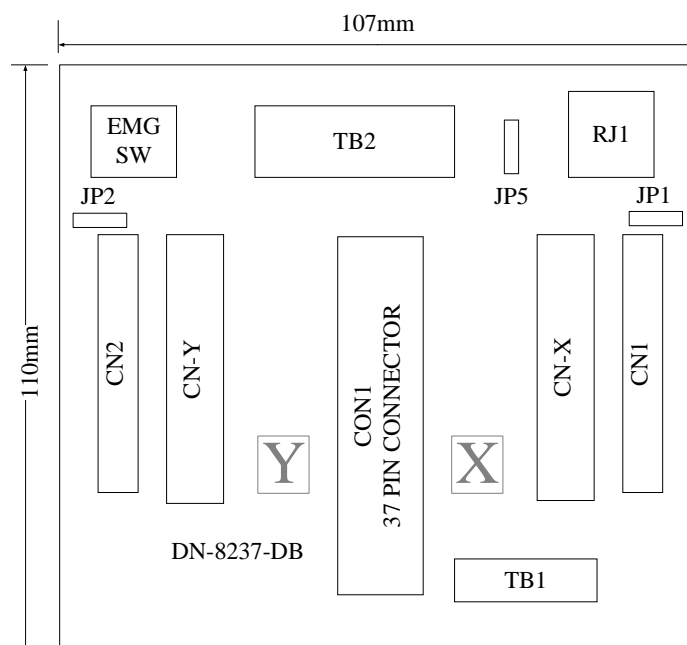 107mm
EMG
SW
TB2
RJ1
JP2
JP5
JP1
110mm
CN2
CN-Y
CON1
37 PIN CONNECTOR
CN-X
CN1
Y
X
DN-8237-DB
TB1